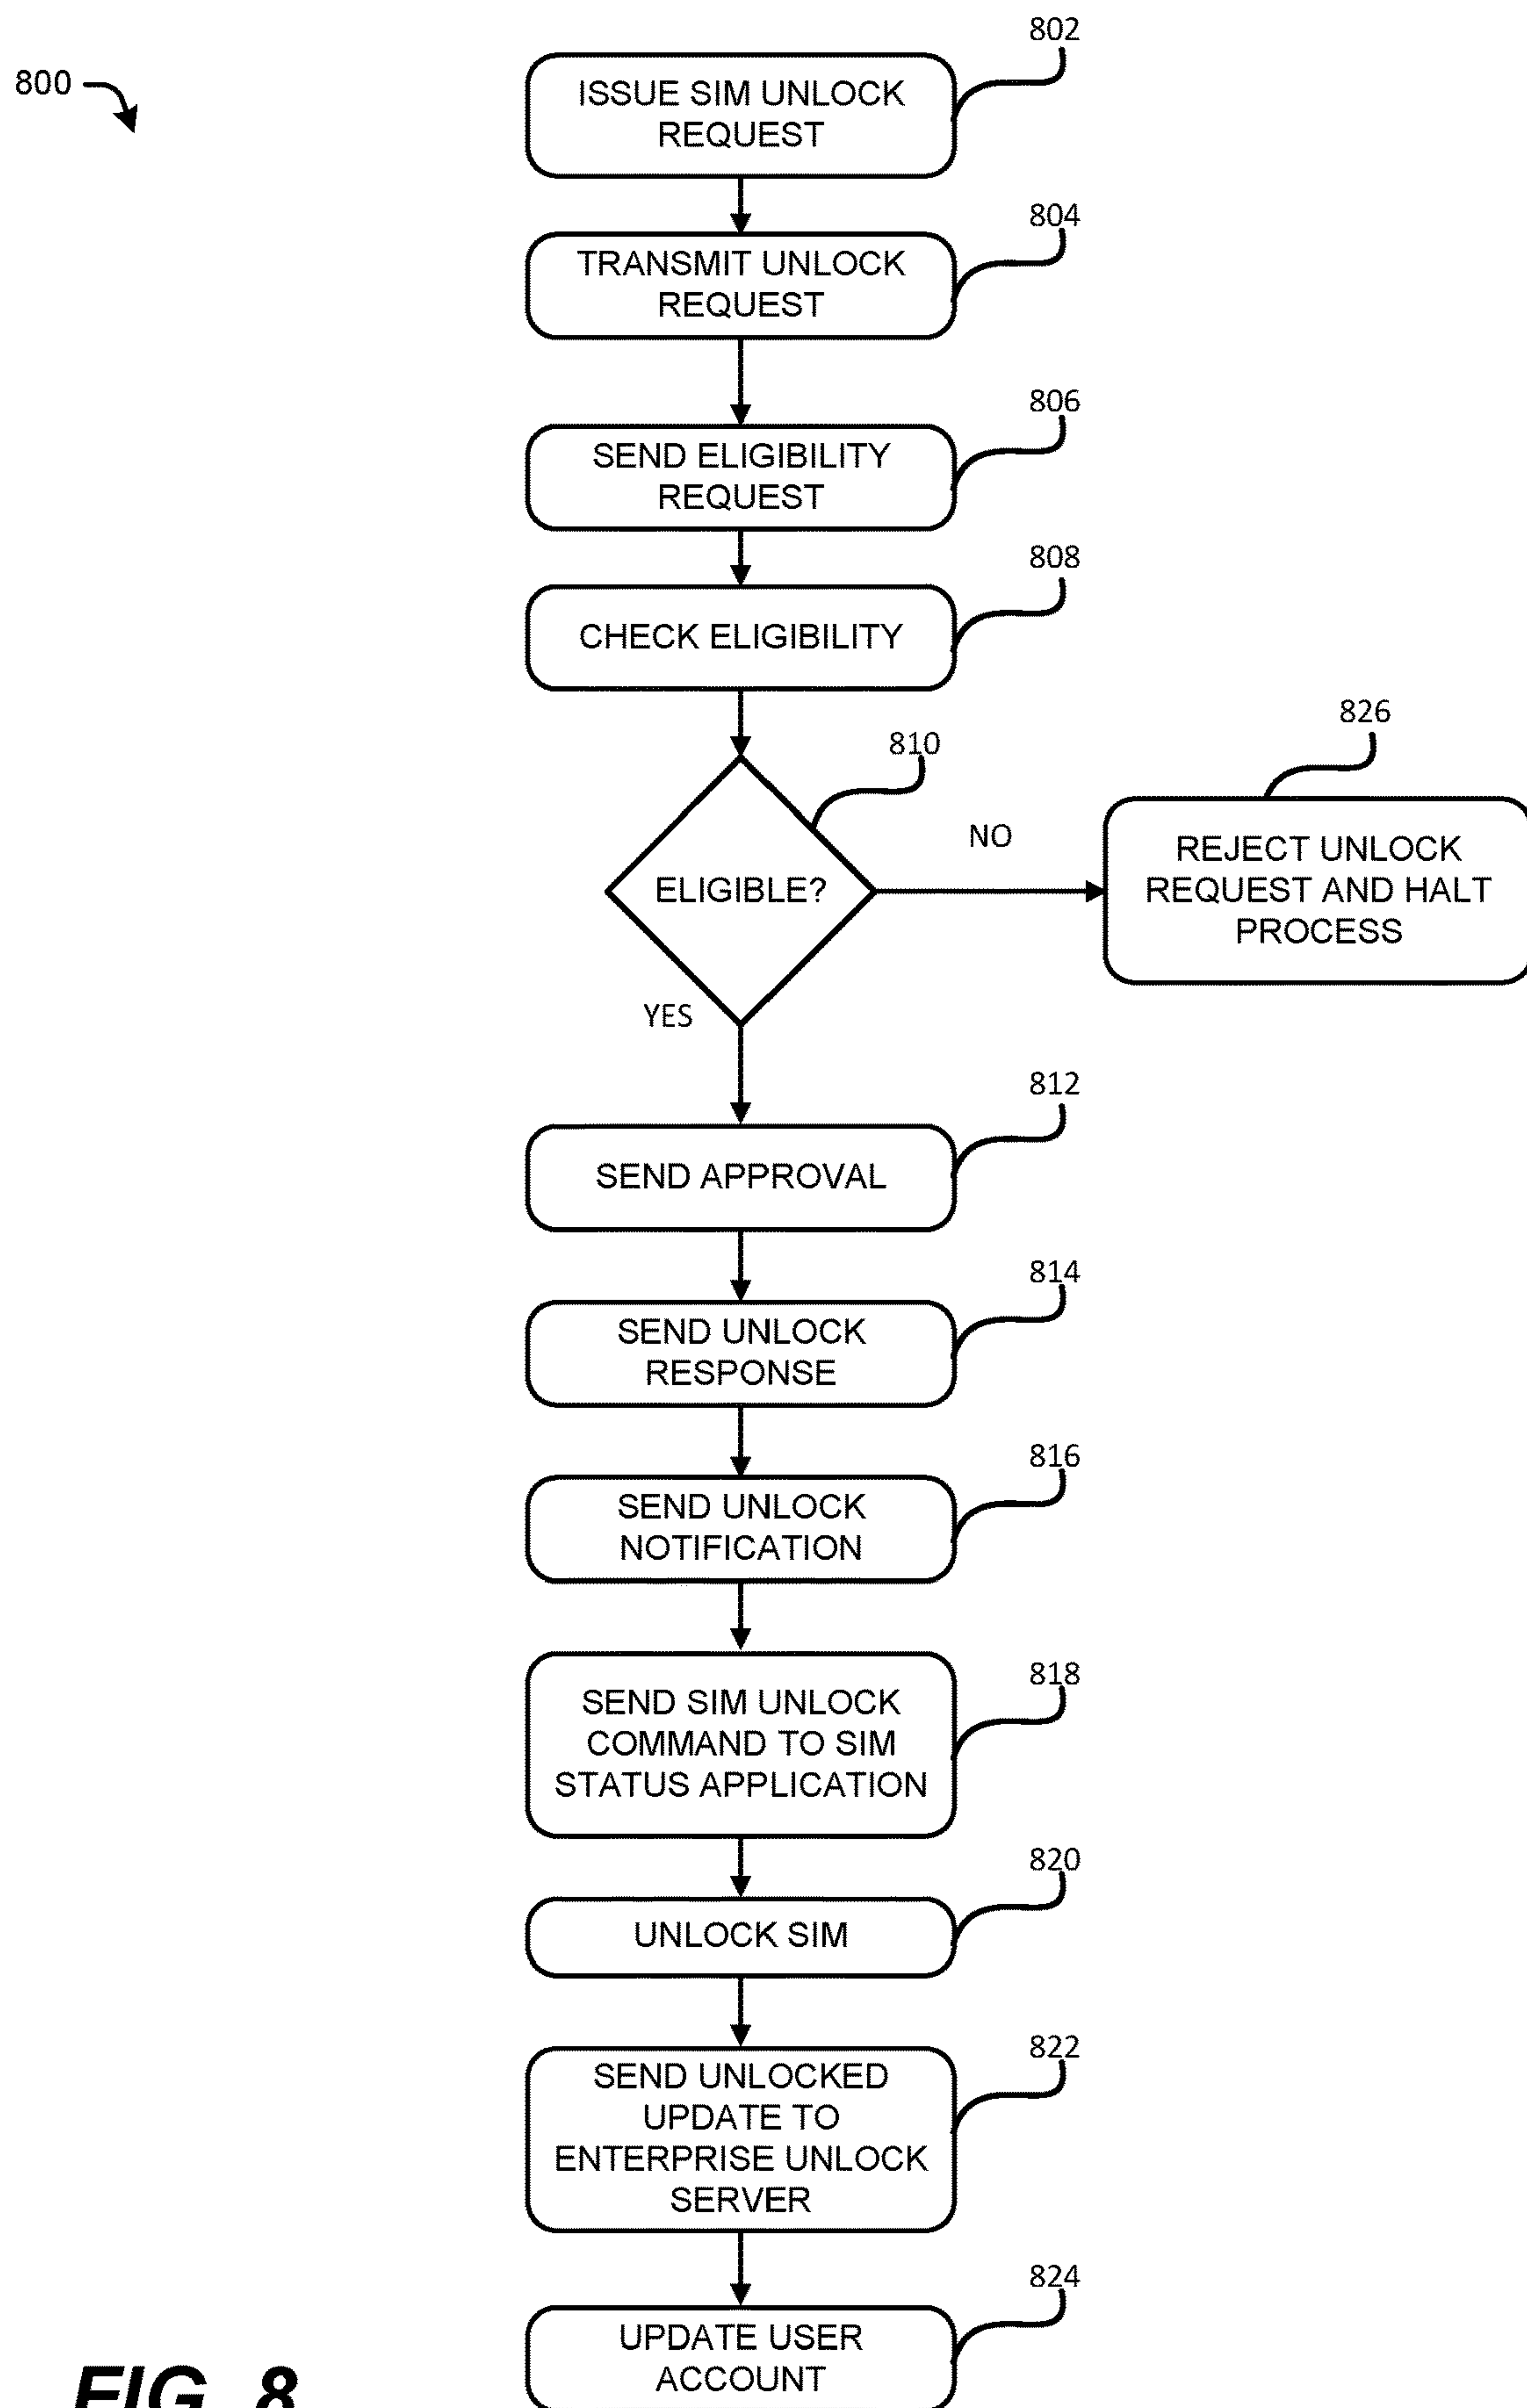 800
802
ISSUE SIM UNLOCK
REQUEST
804
TRANSMIT UNLOCK
REQUEST
806
SEND ELIGIBILITY
REQUEST
808
CHECK ELIGIBILITY
810
ELIGIBLE?
NO
826
REJECT UNLOCK
REQUEST AND HALT
PROCESS
YES
812
SEND APPROVAL
814
SEND UNLOCK
RESPONSE
816
SEND UNLOCK
NOTIFICATION
818
SEND SIM UNLOCK
COMMAND TO SIM
STATUS APPLICATION
820
UNLOCK SIM
822
SEND UNLOCKED
UPDATE TO
ENTERPRISE UNLOCK
SERVER
824
UPDATE USER
ACCOUNT
FIG. 8